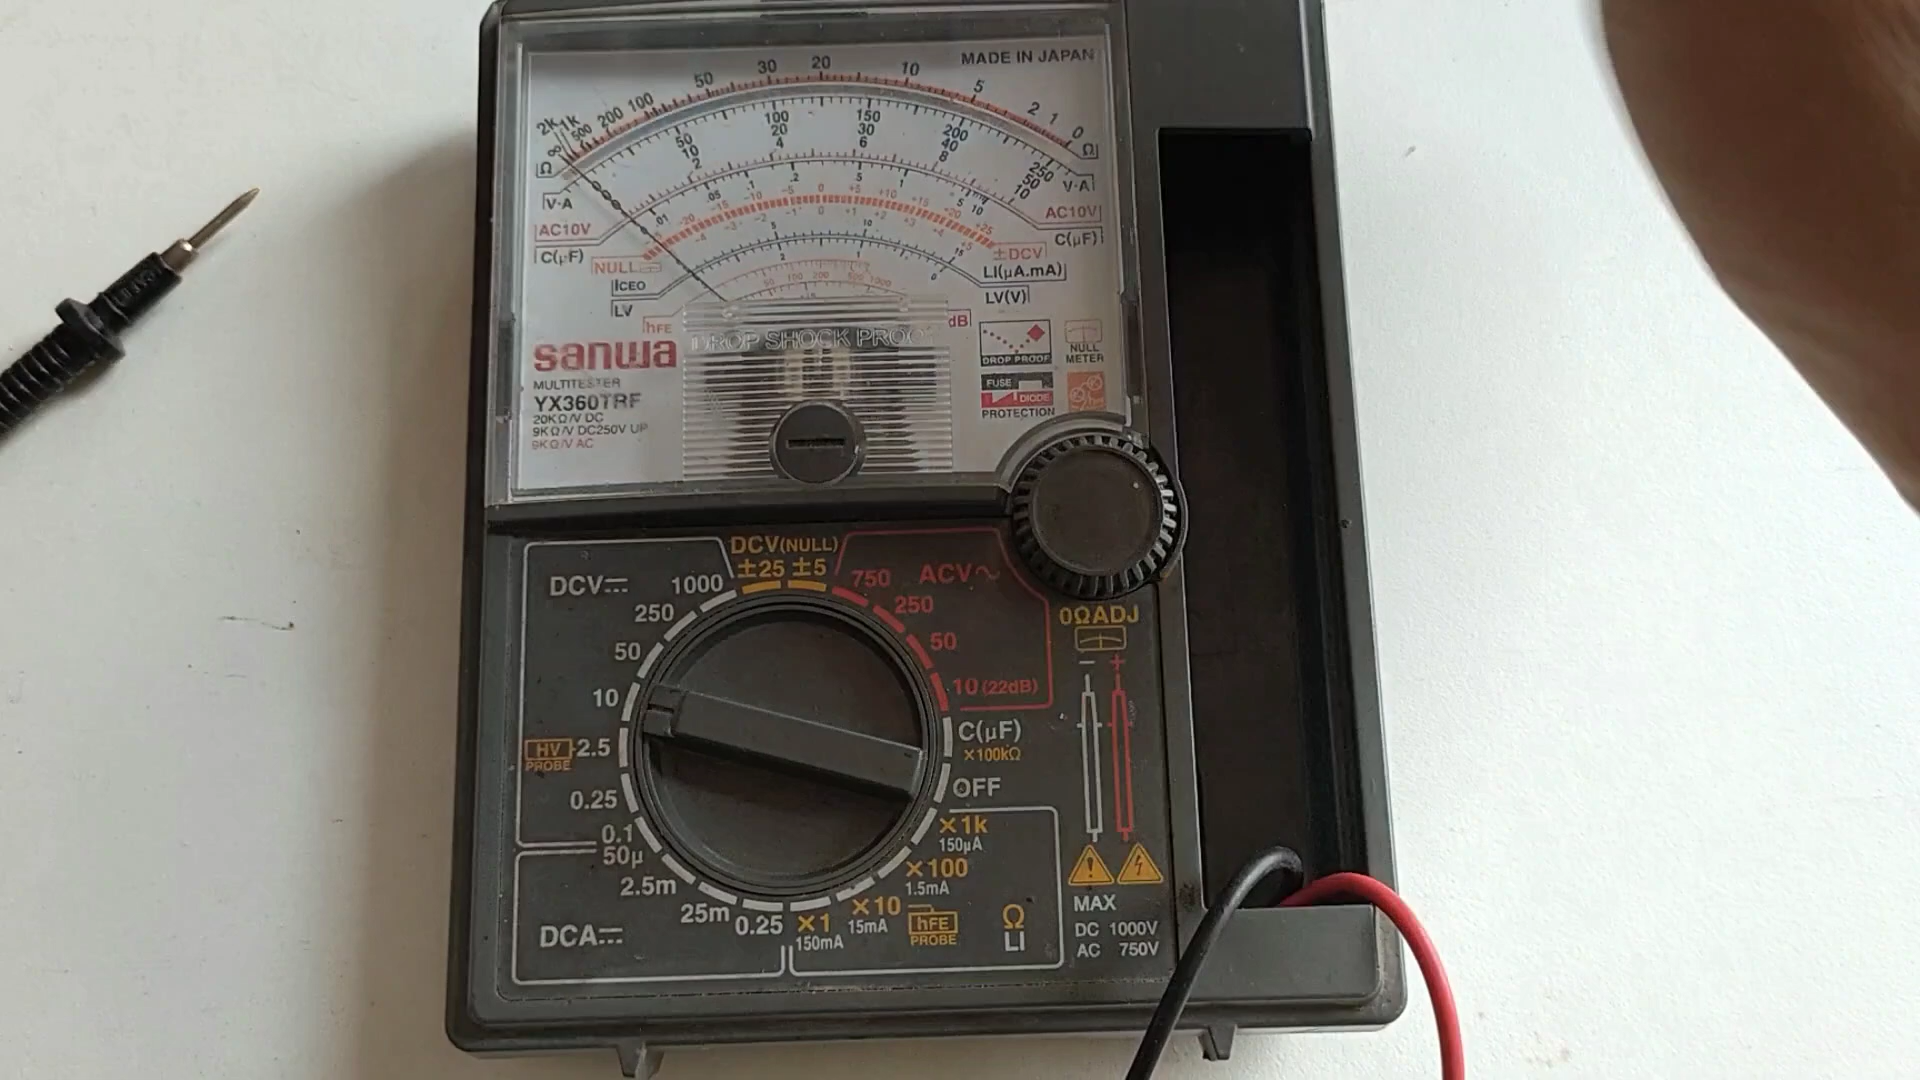 MADE IN JAPAN
2k 1k 500 200 100 50 30 20 10 5 2 1 0
Ω ∞ Ω
50 100 150 200 250
10 20 30 40 50
2 4 6 8 10
V·A V·A
AC10V AC10V
C(μF) C(μF)
NULL ±DCV
ICEO LI(μA.mA)
LV LV(V)
hFE dB
DROP SHOCK PROOF
sanwa
MULTITESTER
YX360TRF
20KΩ/V DC
9KΩ/V DC250V UP
9KΩ/V AC
DROP PROOF
NULL
METER
FUSE
DIODE
PROTECTION
DCV(NULL)
±25 ±5
DCV
1000
250
50
10
HV
PROBE
2.5
0.25
0.1
50μ
2.5m
25m
0.25
DCA
ACV
750
250
50
10(22dB)
C(μF)
×100kΩ
OFF
×1k
150μA
×100
1.5mA
×10
15mA
×1
150mA
hFE
PROBE
Ω
LI
0ΩADJ
− +
MAX
DC 1000V
AC 750V